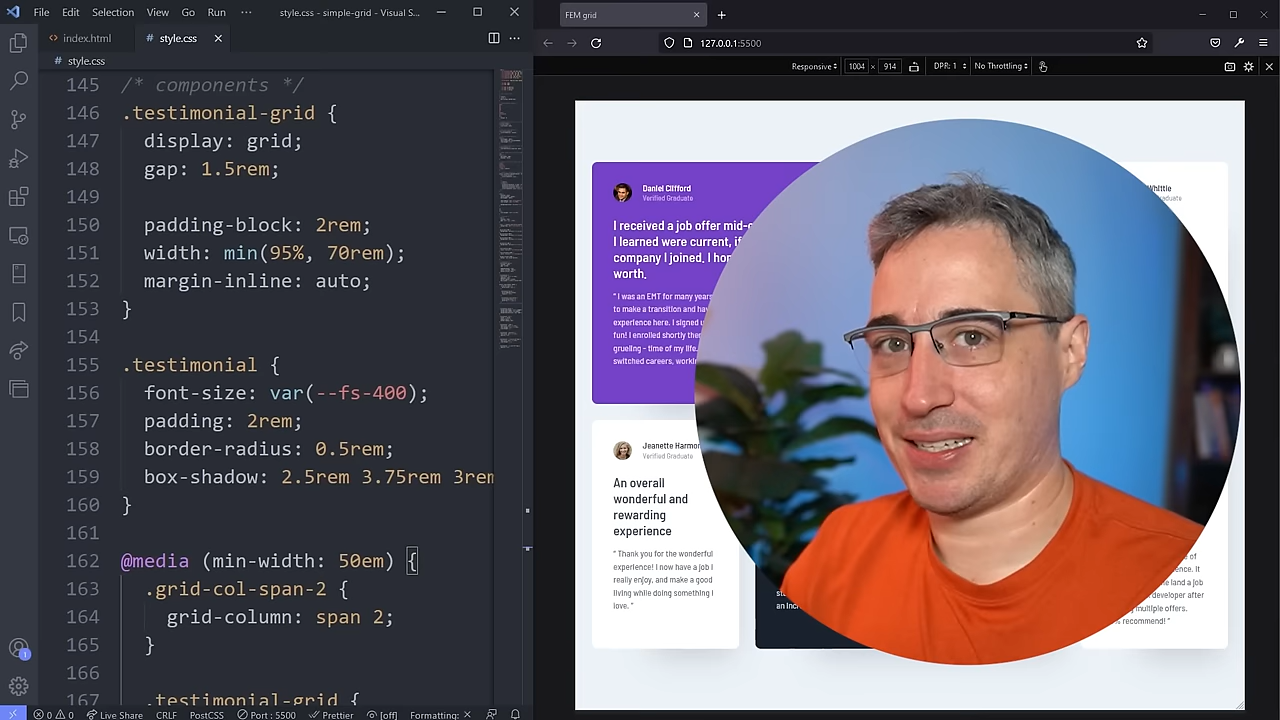 File Edit Selection View Go Run ··· style.css - simple-grid - Visual S...
index.html # style.css
# style.css
145 /* components */
146 .testimonial-grid {
147 display: grid;
148 gap: 1.5rem;
149
150 padding-block: 2rem;
151 width: min(95%, 70rem);
152 margin-inline: auto;
153 }
154
155 .testimonial {
156 font-size: var(--fs-400);
157 padding: 2rem;
158 border-radius: 0.5rem;
159 box-shadow: 2.5rem 3.75rem 3rem
160 }
161
162 @media (min-width: 50em) {
163 .grid-col-span-2 {
164 grid-column: span 2;
165 }
166
167 .testimonial-grid {
0 0 Live Share CRLF PostCSS Port : 5500 Prettier [off] Formatting:
FEM grid
127.0.0.1:5500
Responsive 1004 × 914 DPR: 1 No Throttling
Daniel Clifford
Verified Graduate
I received a job offer mid-c
I learned were current, if
company I joined. I hon
worth.
" I was an EMT for many years
to make a transition and hav
experience here. I signed u
fun! I enrolled shortly ther
grueling – time of my life.
switched careers, workin
Whittle
aduate
Jeanette Harmon
Verified Graduate
An overall
wonderful and
rewarding
experience
" Thank you for the wonderful
experience! I now have a job I
really enjoy, and make a good
living while doing something I
love. "
an incr
e of
ence. It
e land a job
developer after
multiple offers.
recommend! "